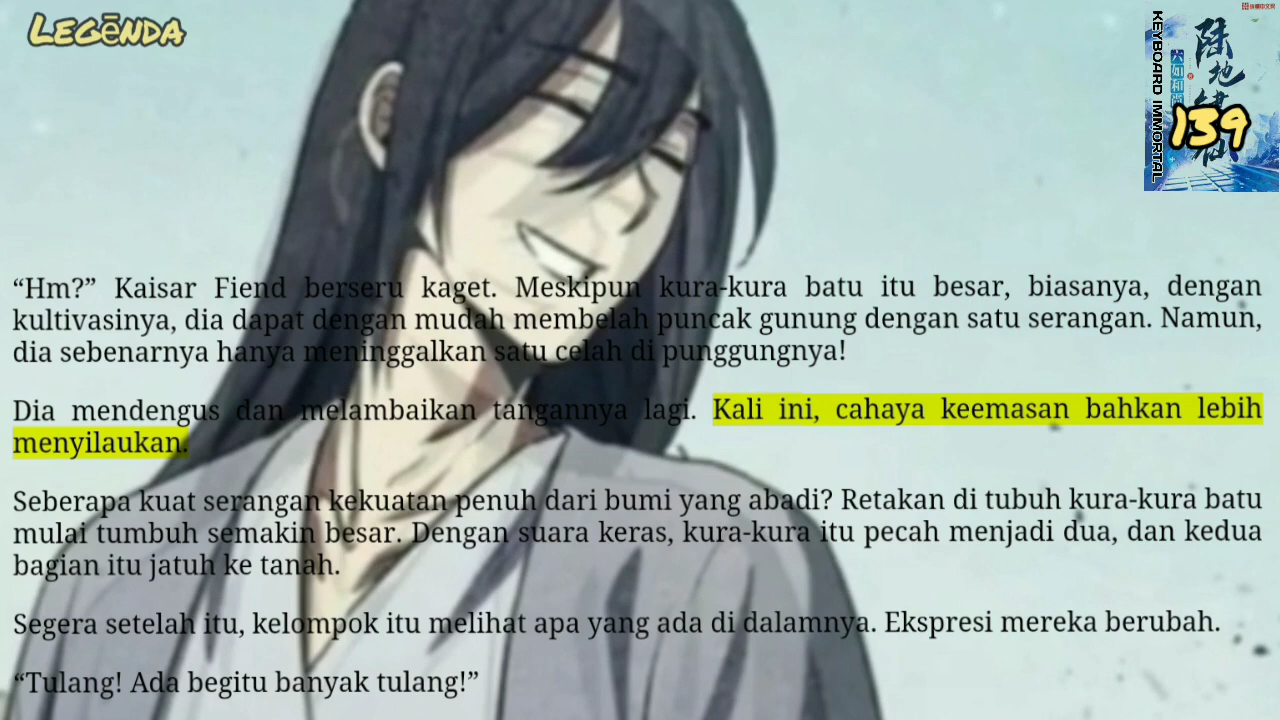 LEGĒNDA
KEYBOARD IMMORTAL
139
“Hm?” Kaisar Fiend berseru kaget. Meskipun kura-kura batu itu besar, biasanya, dengan
kultivasinya, dia dapat dengan mudah membelah puncak gunung dengan satu serangan. Namun,
dia sebenarnya hanya meninggalkan satu celah di punggungnya!
Dia mendengus dan melambaikan tangannya lagi. Kali ini, cahaya keemasan bahkan lebih
menyilaukan.
Seberapa kuat serangan kekuatan penuh dari bumi yang abadi? Retakan di tubuh kura-kura batu
mulai tumbuh semakin besar. Dengan suara keras, kura-kura itu pecah menjadi dua, dan kedua
bagian itu jatuh ke tanah.
Segera setelah itu, kelompok itu melihat apa yang ada di dalamnya. Ekspresi mereka berubah.
“Tulang! Ada begitu banyak tulang!”